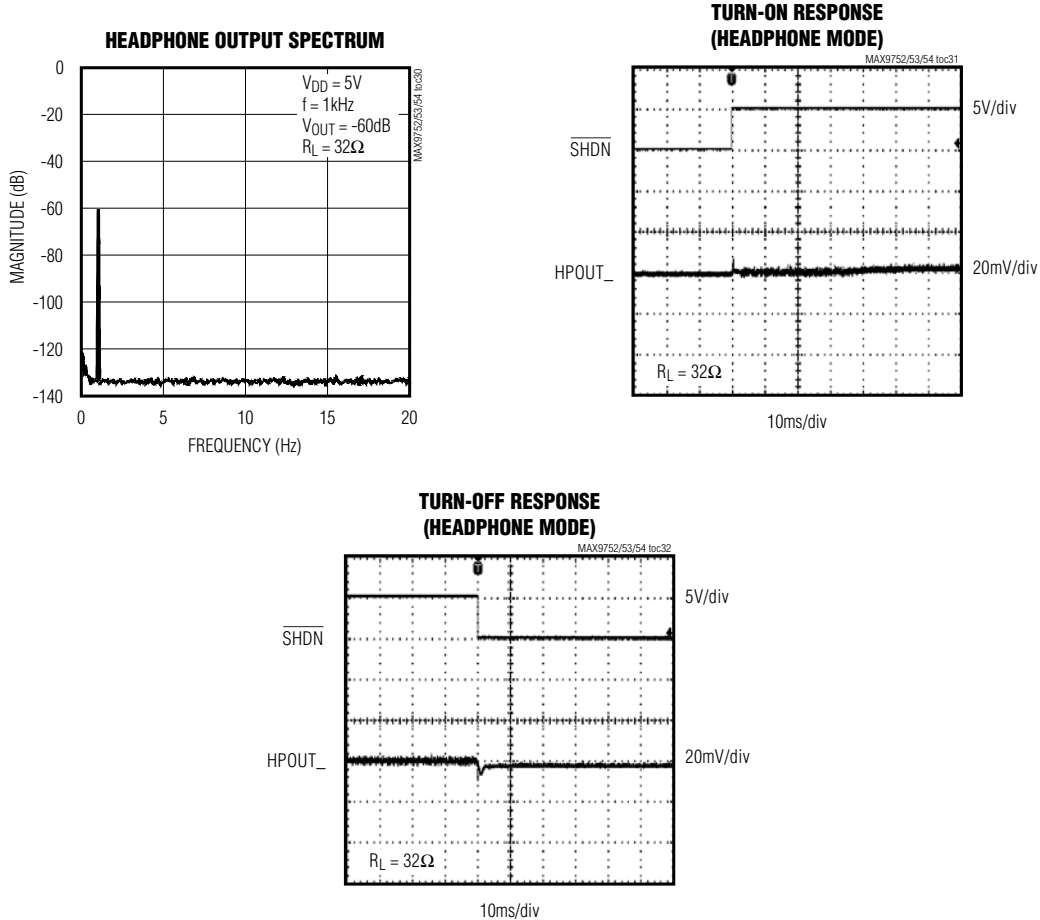 HEADPHONE OUTPUT SPECTRUM
MAX9752/53/54 toc30
V_DD = 5V
f = 1kHz
V_OUT = -60dB
R_L = 32Ω
MAGNITUDE (dB)
0
-20
-40
-60
-80
-100
-120
-140
0 5 10 15 20
FREQUENCY (Hz)
TURN-ON RESPONSE
(HEADPHONE MODE)
MAX9752/53/54 toc31
SHDN
5V/div
HPOUT_
20mV/div
R_L = 32Ω
10ms/div
TURN-OFF RESPONSE
(HEADPHONE MODE)
MAX9752/53/54 toc32
SHDN
5V/div
HPOUT_
20mV/div
R_L = 32Ω
10ms/div